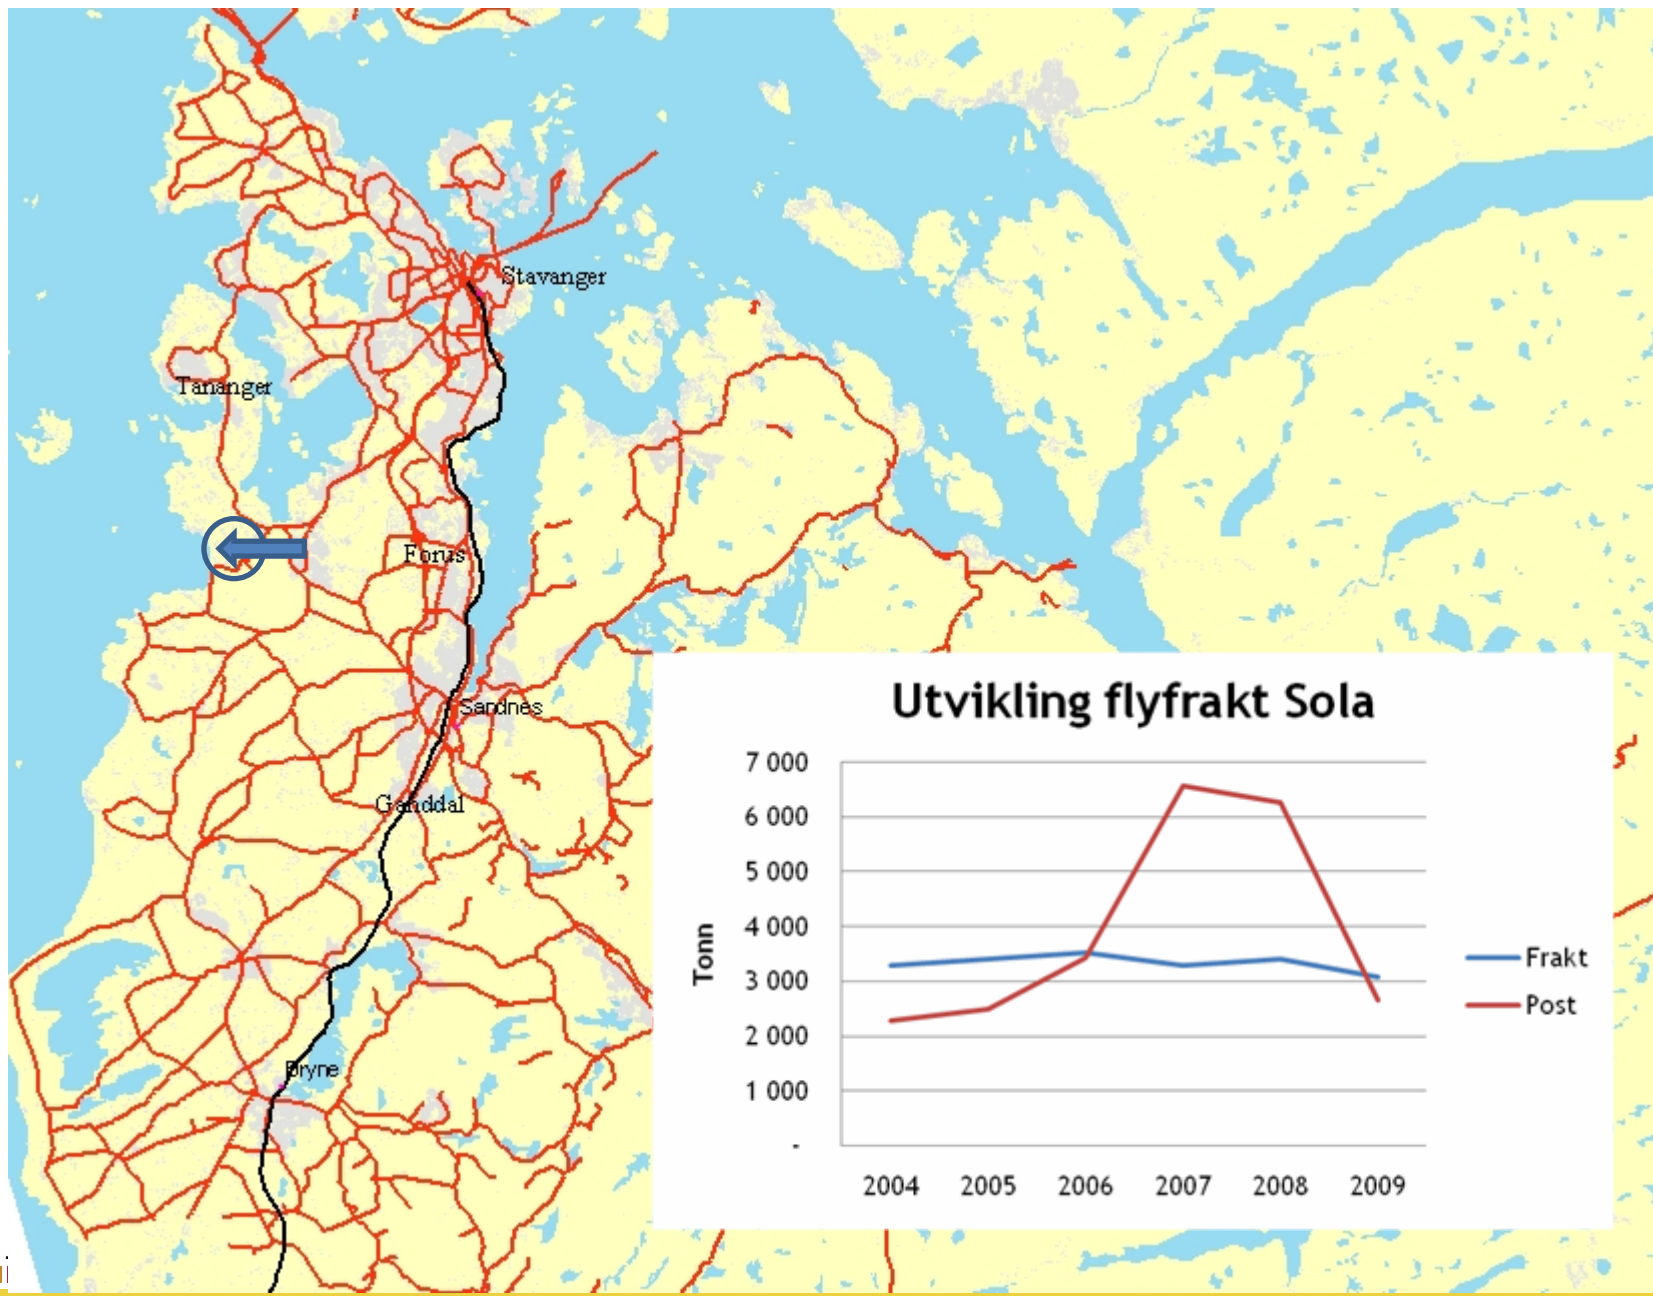 Stavanger
Tananger
Forus
Sandnes
Ganddal
Bryne
Utvikling flyfrakt Sola
7 000
6 000
5 000
4 000
3 000
2 000
1 000
-
Tonn
Frakt
Post
2004 2005 2006 2007 2008 2009